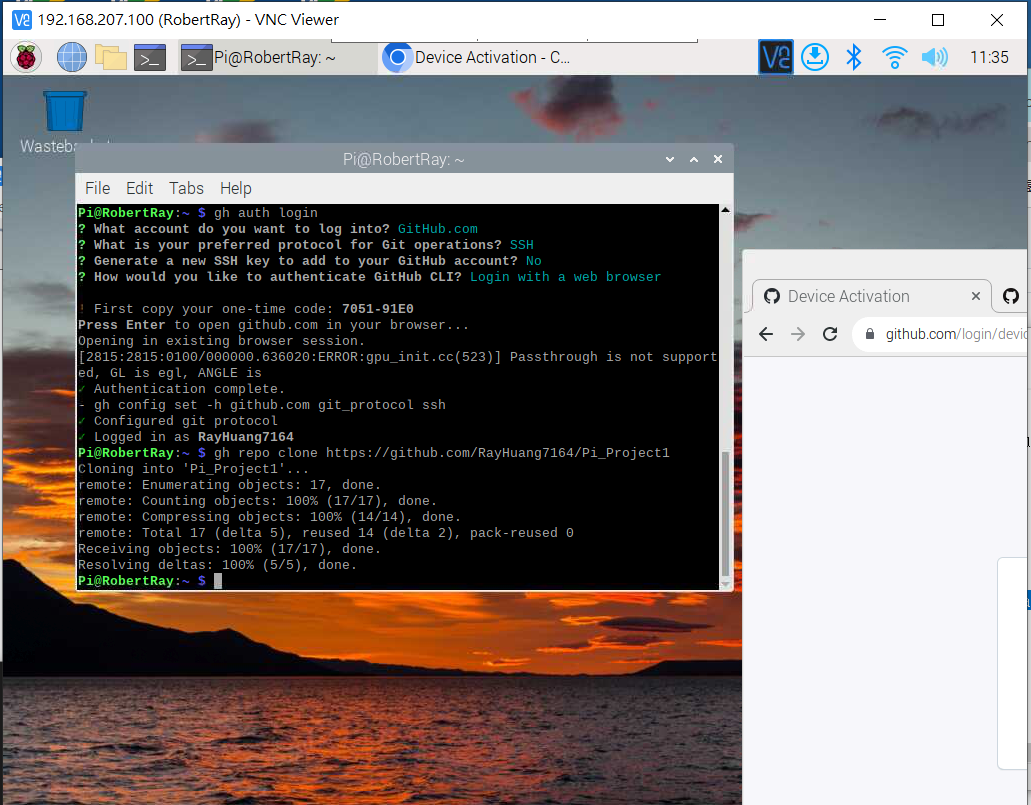 192.168.207.100 (RobertRay) - VNC Viewer
Pi@RobertRay: ~
Device Activation - C...
11:35
Pi@RobertRay: ~
File Edit Tabs Help
Pi@RobertRay:~ $ gh auth login
? What account do you want to log into? GitHub.com
? What is your preferred protocol for Git operations? SSH
? Generate a new SSH key to add to your GitHub account? No
? How would you like to authenticate GitHub CLI? Login with a web browser
! First copy your one-time code: 7051-91E0
Press Enter to open github.com in your browser...
Opening in existing browser session.
[2815:2815:0100/000000.636020:ERROR:gpu_init.cc(523)] Passthrough is not support
ed, GL is egl, ANGLE is
✓ Authentication complete.
- gh config set -h github.com git_protocol ssh
✓ Configured git protocol
✓ Logged in as RayHuang7164
Pi@RobertRay:~ $ gh repo clone https://github.com/RayHuang7164/Pi_Project1
Cloning into 'Pi_Project1'...
remote: Enumerating objects: 17, done.
remote: Counting objects: 100% (17/17), done.
remote: Compressing objects: 100% (14/14), done.
remote: Total 17 (delta 5), reused 14 (delta 2), pack-reused 0
Receiving objects: 100% (17/17), done.
Resolving deltas: 100% (5/5), done.
Pi@RobertRay:~ $
Device Activation
github.com/login/devic